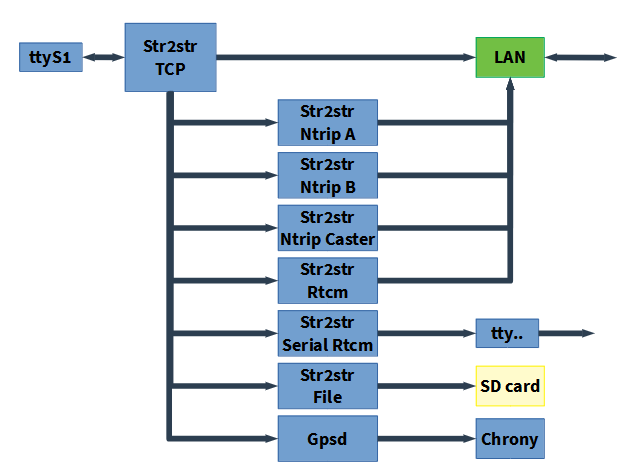 ttyS1
Str2str
TCP
LAN
Str2str
Ntrip A
Str2str
Ntrip B
Str2str
Ntrip Caster
Str2str
Rtcm
Str2str
Serial Rtcm
tty..
Str2str
File
SD card
Gpsd
Chrony